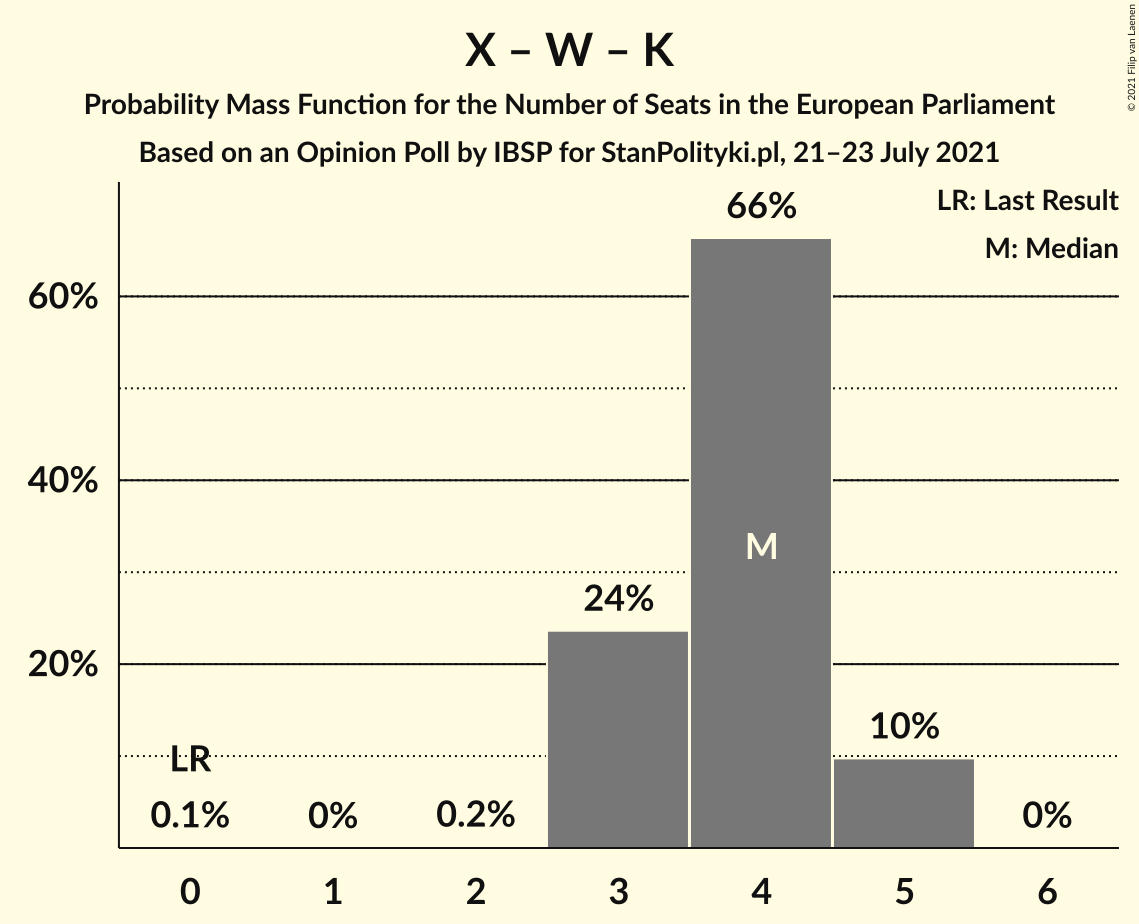 X – W – K
Probability Mass Function for the Number of Seats in the European Parliament
Based on an Opinion Poll by IBSP for StanPolityki.pl, 21–23 July 2021
© 2021 Filip van Laenen
LR: Last Result
M: Median
66%
60%
40%
M
24%
20%
10%
LR
0.1%
0%
0.2%
0%
0
1
2
3
4
5
6